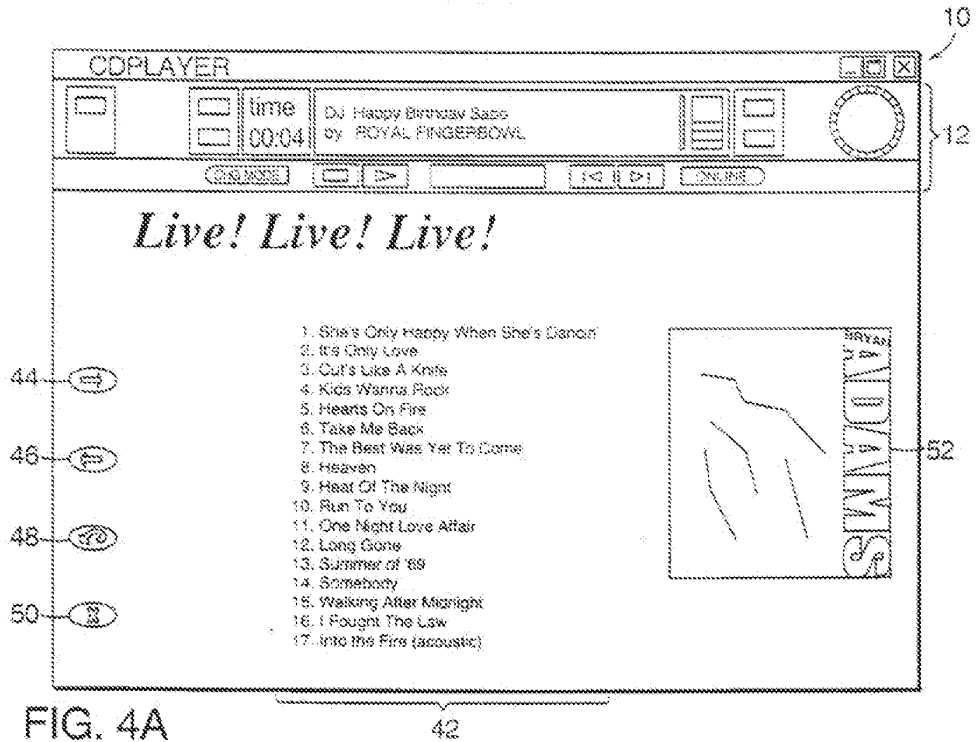 10
CDPLAYER
time
00:04
DJ Happy Birthday Sabo
by ROYAL FINGERBOWL
12
CHG MODE
ONLINE
Live! Live! Live!
1. She's Only Happy When She's Dancin'
2. It's Only Love
3. Cut's Like A Knife
4. Kids Wanna Rock
5. Hearts On Fire
6. Take Me Back
7. The Best Was Yet To Come
8. Heaven
9. Heat Of The Night
10. Run To You
11. One Night Love Affair
12. Long Gone
13. Summer of '69
14. Somebody
15. Walking After Midnight
16. I Fought The Law
17. Into the Fire (acoustic)
44
46
48
50
BRYAN
ADAMS
52
42
FIG. 4A